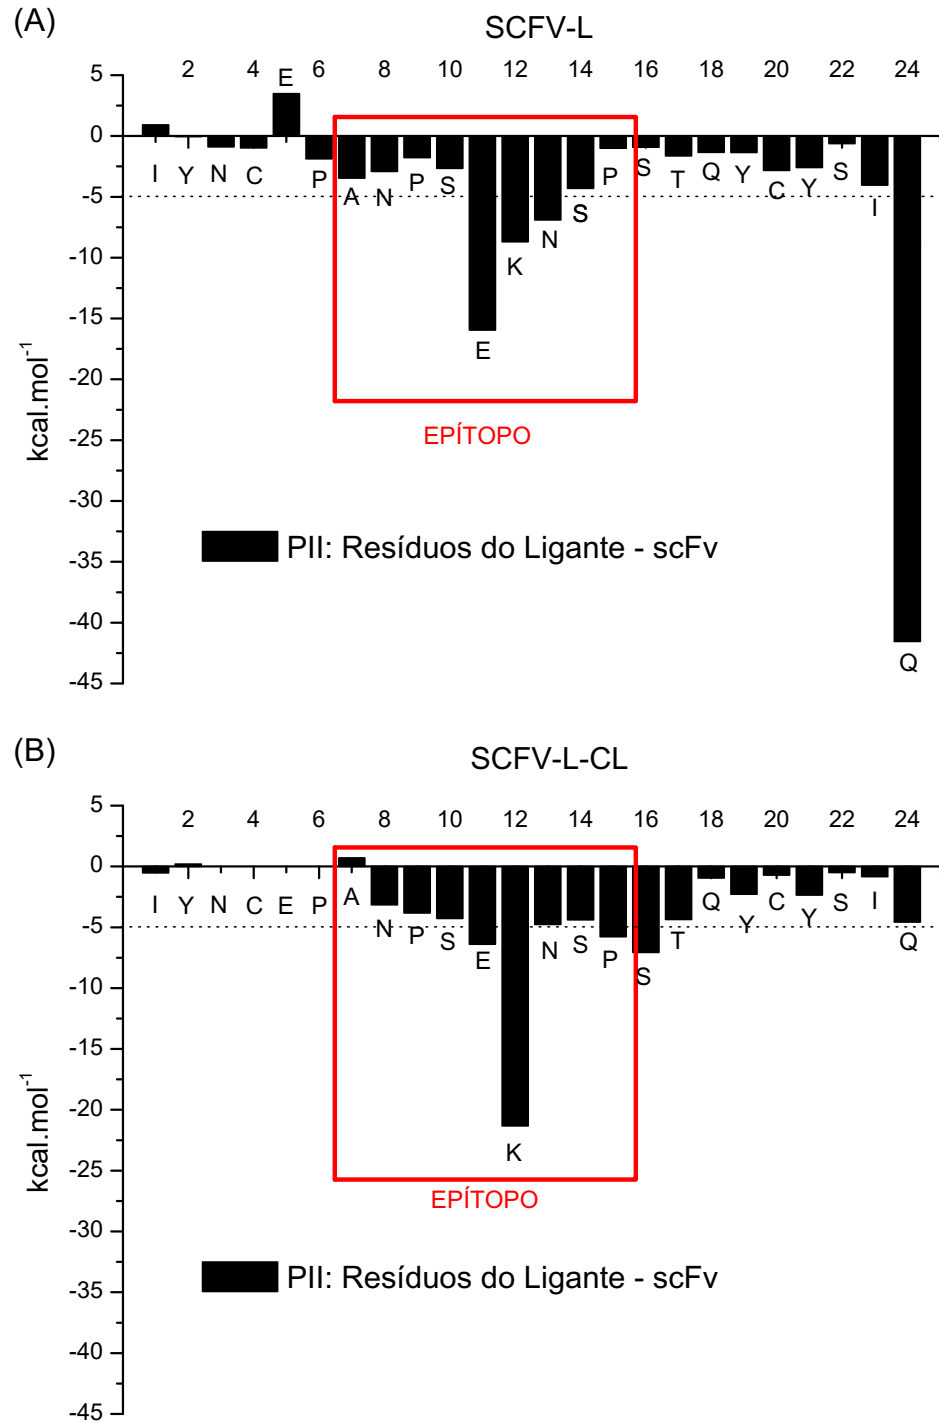 (A)
SCFV-L
2 4 6 8 10 12 14 16 18 20 22 24
5
0
-5
-10
-15
-20
-25
-30
-35
-40
-45
kcal.mol-1
I Y N C E P A N P S E K N S P S T Q Y C Y S I Q
EPÍTOPO
PII: Resíduos do Ligante - scFv
(B)
SCFV-L-CL
2 4 6 8 10 12 14 16 18 20 22 24
5
0
-5
-10
-15
-20
-25
-30
-35
-40
-45
kcal.mol-1
I Y N C E P A N P S E K N S P S T Q Y C Y S I Q
EPÍTOPO
PII: Resíduos do Ligante - scFv